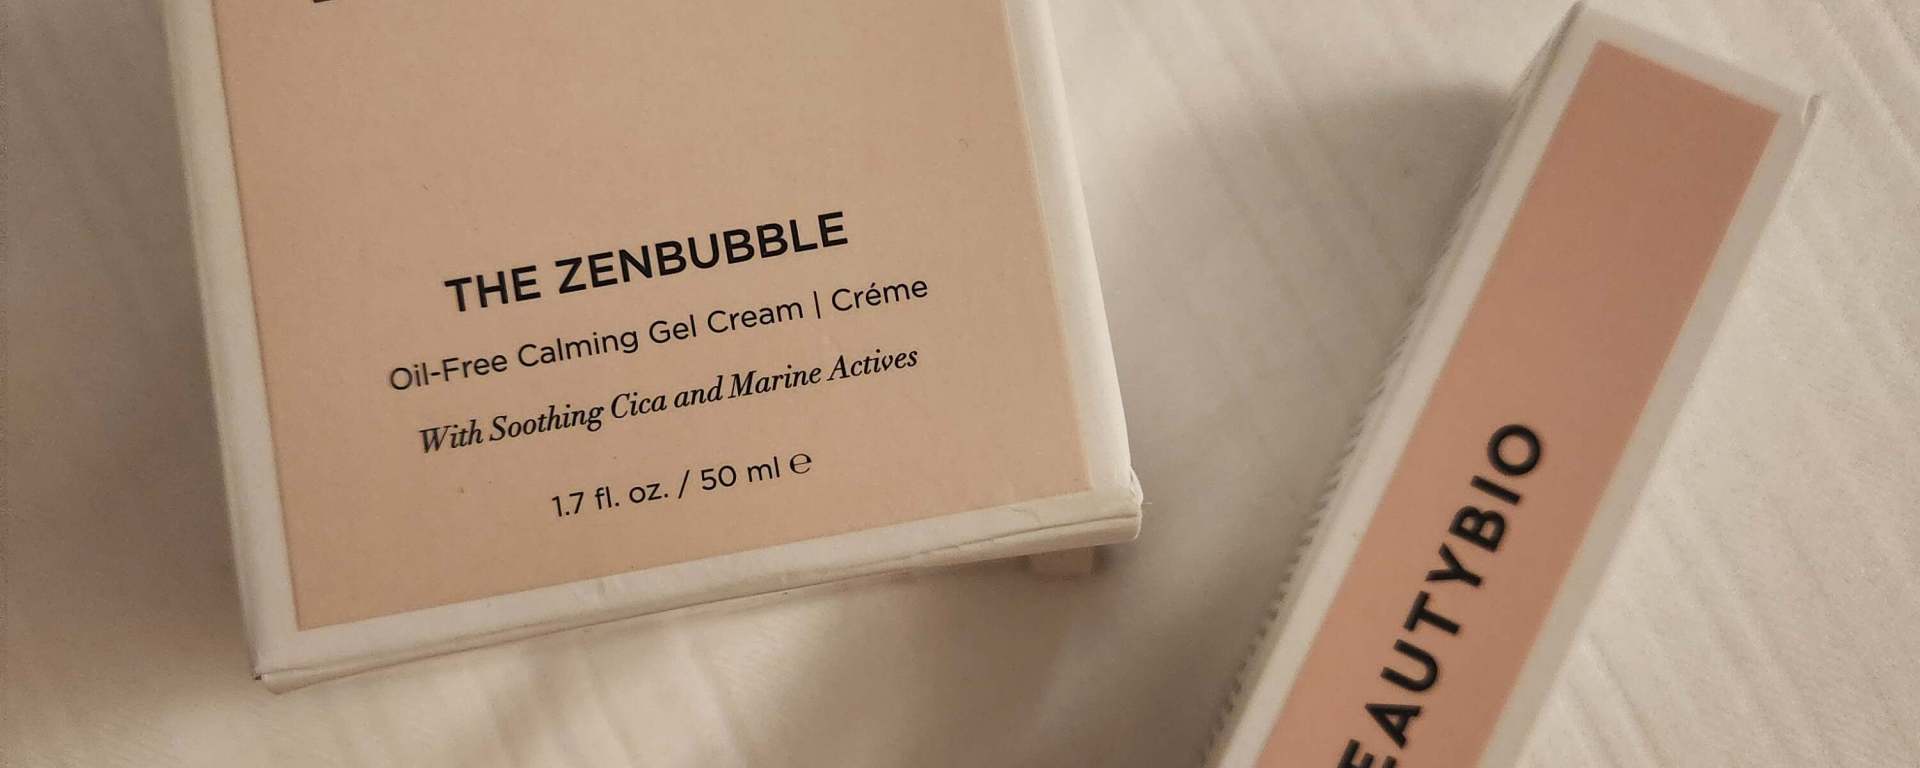 THE ZENBUBBLE
Oil-Free Calming Gel Cream | Créme
With Soothing Cica and Marine Actives
1.7 fl. oz. / 50 ml ℮
EAUTYBIO